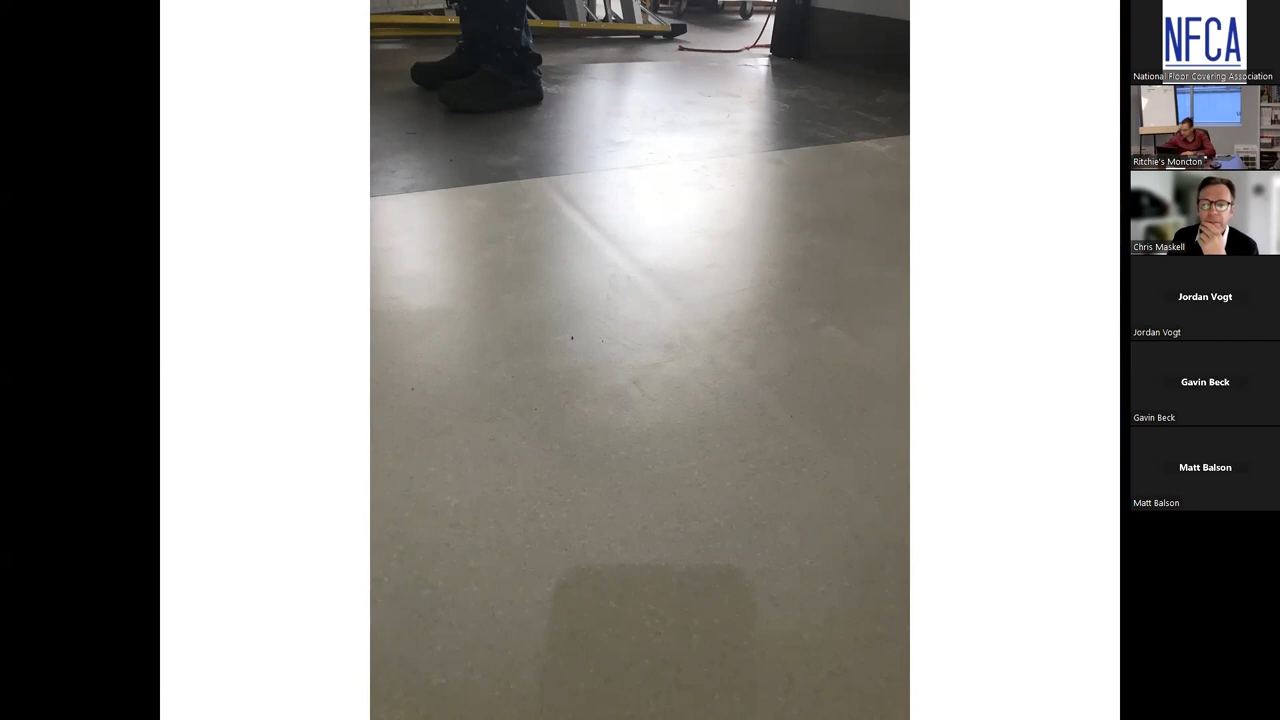 NFCA
National Floor Covering Association
Ritchie's Moncton
Chris Maskell
Jordan Vogt
Jordan Vogt
Gavin Beck
Gavin Beck
Matt Balson
Matt Balson